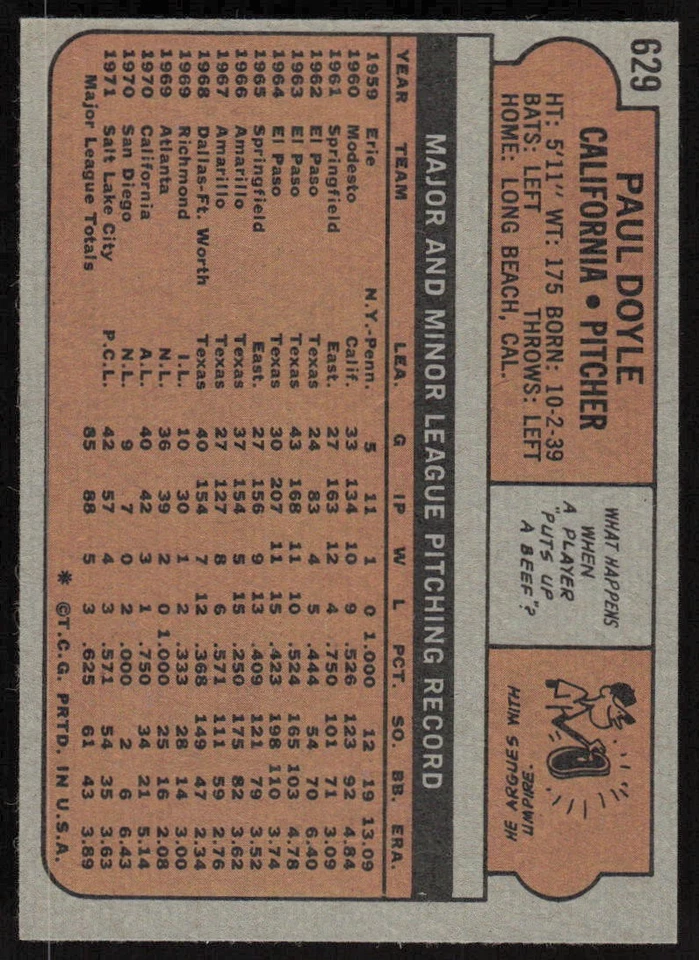 629
PAUL DOYLE
CALIFORNIA • PITCHER
HT: 5'11" WT: 175 BORN: 10-2-39
BATS: LEFT THROWS: LEFT
HOME: LONG BEACH, CAL.
WHAT HAPPENS
WHEN
A PLAYER
"PUTS UP
A BEEF"?
HE ARGUES WITH
UMPIRE.
MAJOR AND MINOR LEAGUE PITCHING RECORD
YEAR TEAM LEA. G IP W L PCT. SO. BB. ERA.
1959 Erie N.Y.-Penn. 5 11 1 0 1.000 12 19 13.09
1960 Modesto Calif. 33 134 10 9 .526 123 92 4.84
1961 Springfield East. 27 163 12 4 .750 101 71 3.09
1962 El Paso Texas 24 83 4 5 .444 54 70 6.40
1963 El Paso Texas 43 168 11 10 .524 165 103 4.78
1964 El Paso Texas 30 207 11 15 .423 198 110 3.74
1965 Springfield East. 27 156 9 13 .409 121 79 3.52
1966 Amarillo Texas 37 154 5 15 .250 175 82 3.62
1967 Amarillo Texas 27 127 8 6 .571 111 59 2.76
1968 Dallas-Ft. Worth Texas 40 154 7 12 .368 149 47 2.34
1969 Richmond I.L. 10 30 1 2 .333 28 14 3.00
1969 Atlanta N.L. 36 39 2 0 1.000 25 16 2.08
1970 California A.L. 40 42 3 1 .750 34 21 5.14
1970 San Diego N.L. 9 7 0 2 .000 2 6 6.43
1971 Salt Lake City P.C.L. 42 57 4 3 .571 54 35 3.63
Major League Totals 85 88 5 3 .625 61 43 3.89
* ©T.C.G. PRTD. IN U.S.A.